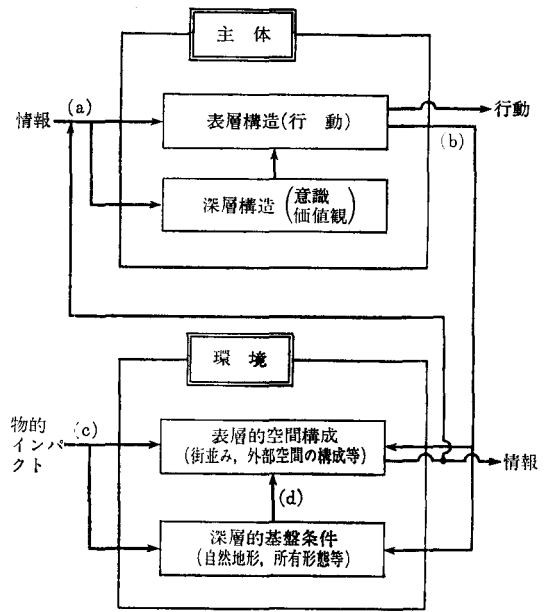 主 体
(a)
情報
表層構造(行 動)
行動
(b)
深層構造(意識
価値観)
環 境
物的
インパ
クト
(c)
表層的空間構成
(街並み,外部空間の構成等)
情報
(d)
深層的基盤条件
(自然地形,所有形態等)